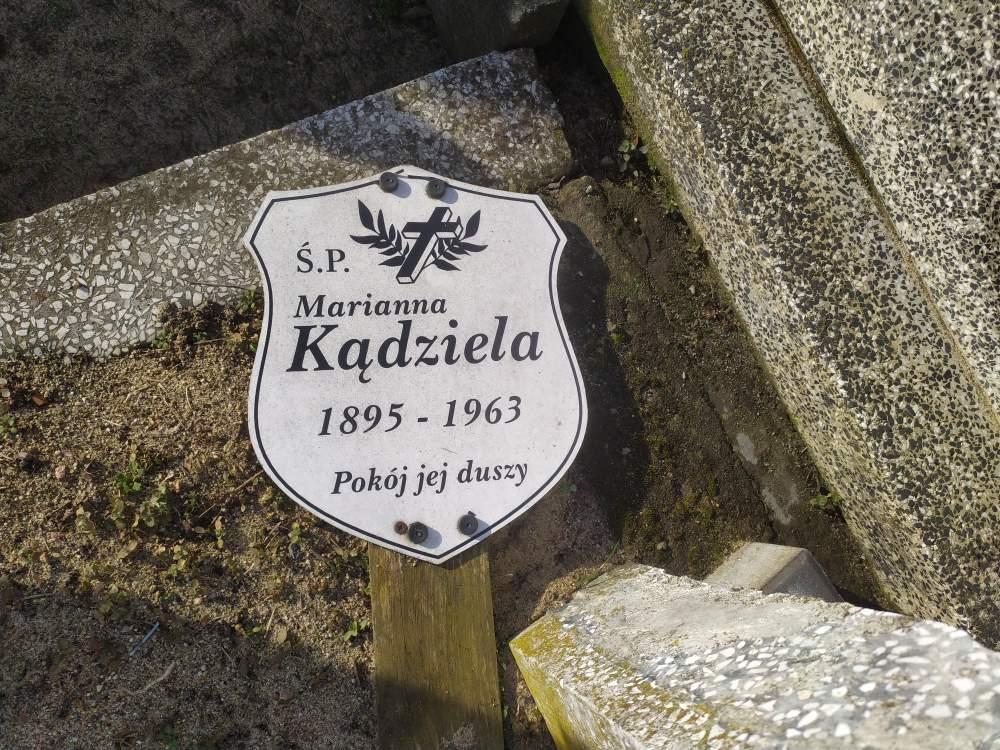 Ś.P.
Marianna
Kądziela
1895 - 1963
Pokój jej duszy